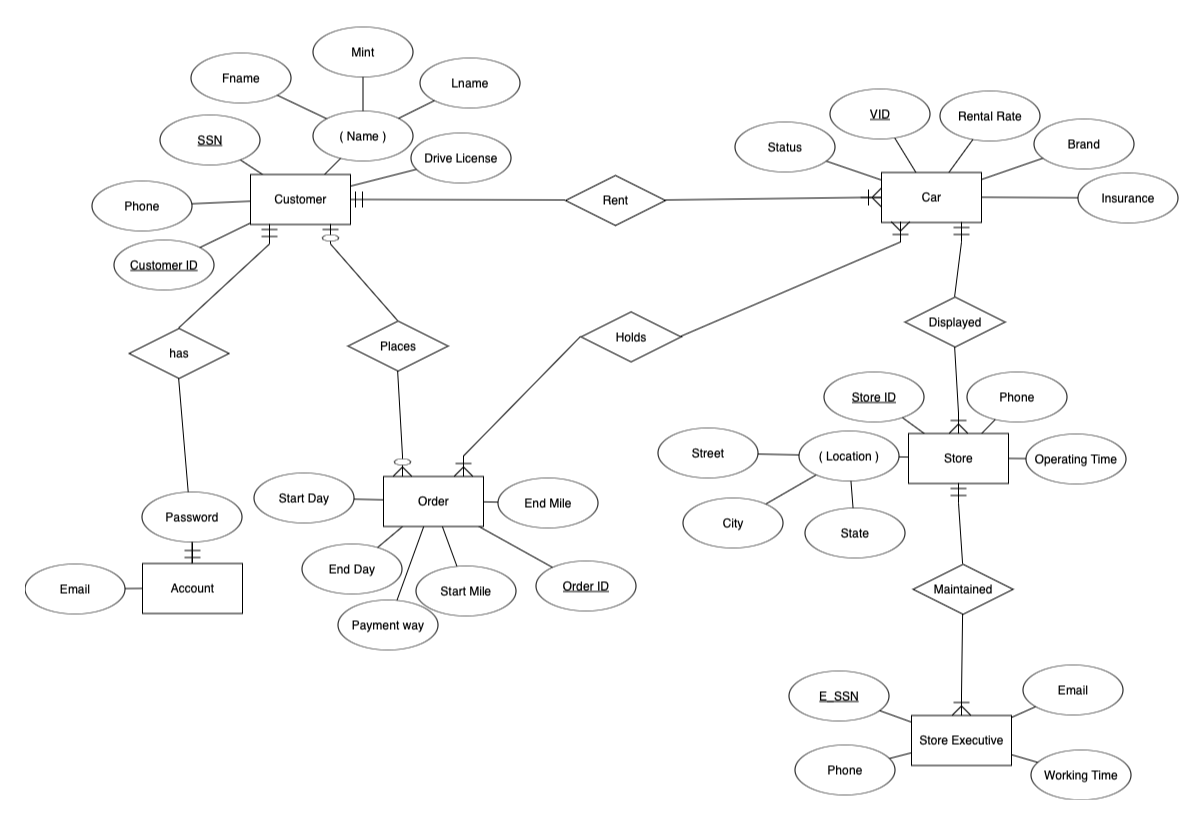 Mint
Fname
Lname
( Name )
SSN
Drive License
Phone
Customer
Customer ID
Rent
VID
Rental Rate
Status
Brand
Car
Insurance
has
Places
Holds
Displayed
Store ID
Phone
Street
( Location )
Store
Operating Time
City
State
Start Day
Order
End Mile
Password
End Day
Start Mile
Order ID
Payment way
Email
Account
Maintained
E_SSN
Email
Store Executive
Phone
Working Time